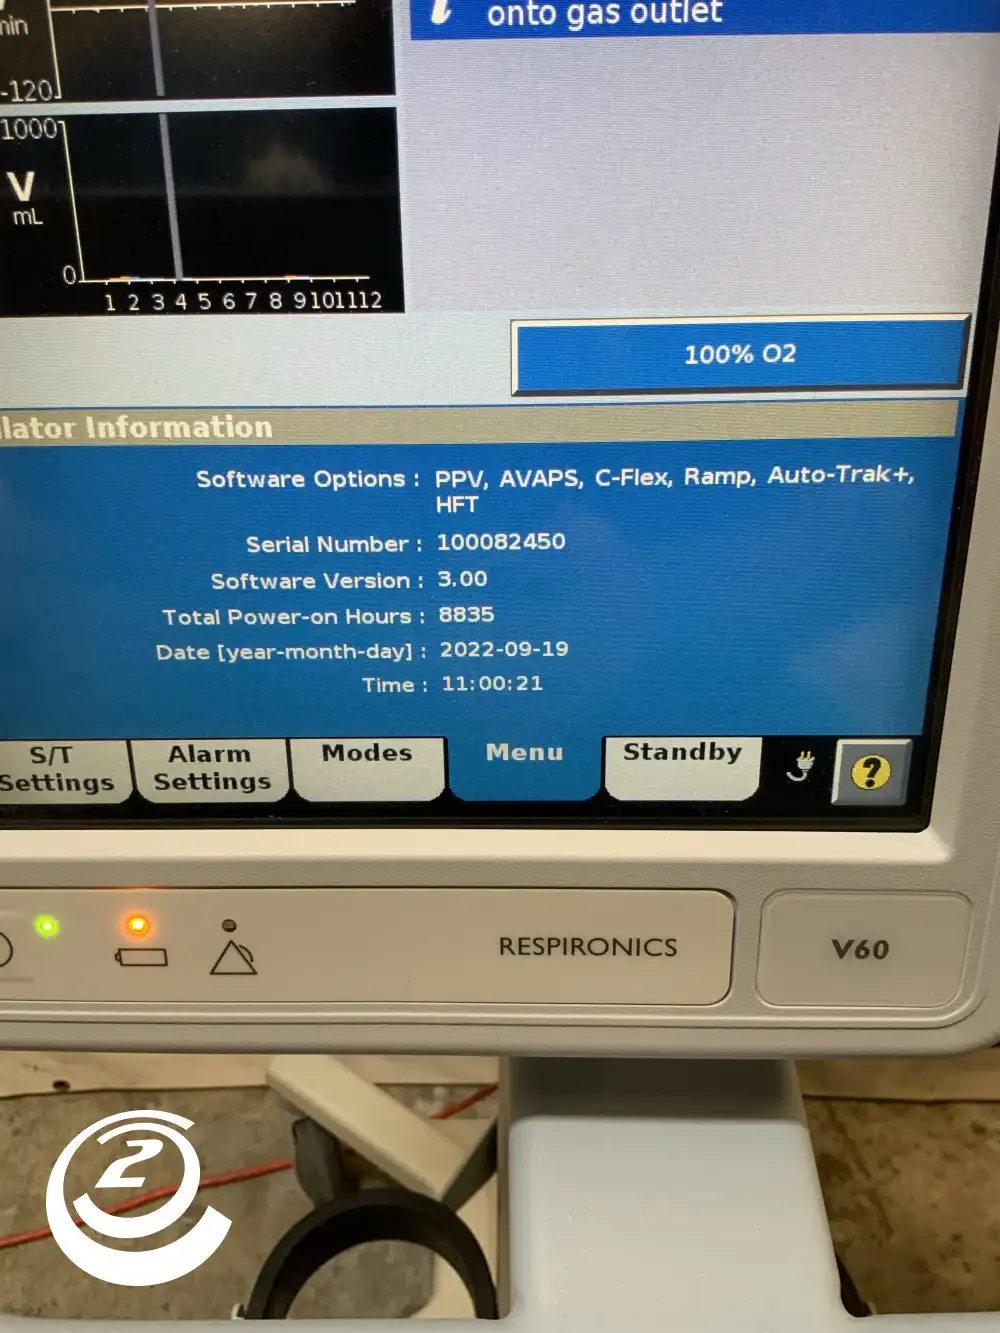 min
onto gas outlet
-120
1000
V
mL
0
1 2 3 4 5 6 7 8 9 10 11 12
100% O2
lator Information
Software Options : PPV, AVAPS, C-Flex, Ramp, Auto-Trak+,
HFT
Serial Number : 100082450
Software Version : 3.00
Total Power-on Hours : 8835
Date [year-month-day] : 2022-09-19
Time : 11:00:21
S/T
Settings
Alarm
Settings
Modes
Menu
Standby
?
RESPIRONICS
V60
2